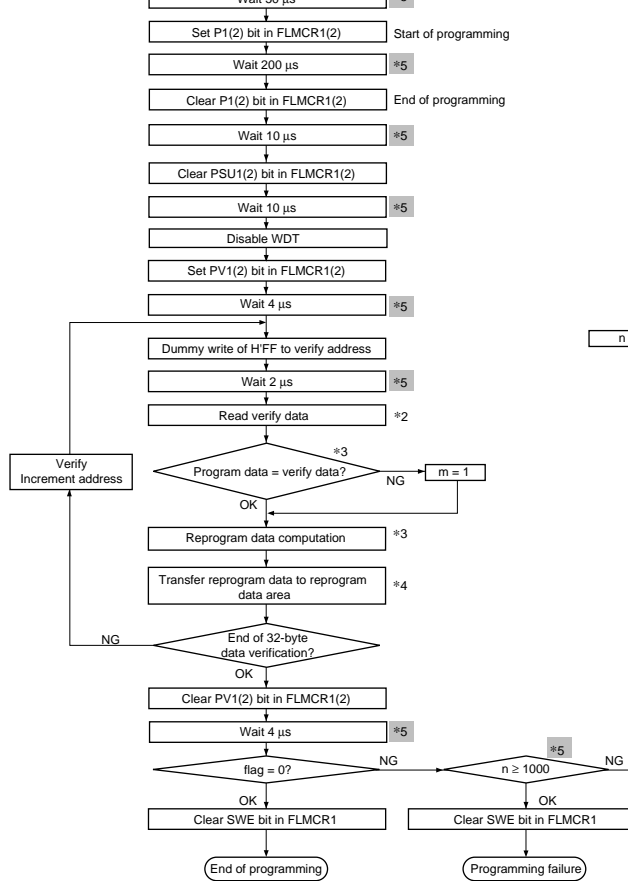 Wait 50 µs
*5
Set P1(2) bit in FLMCR1(2)
Start of programming
Wait 200 µs
*5
Clear P1(2) bit in FLMCR1(2)
End of programming
Wait 10 µs
*5
Clear PSU1(2) bit in FLMCR1(2)
Wait 10 µs
*5
Disable WDT
Set PV1(2) bit in FLMCR1(2)
Wait 4 µs
*5
Dummy write of H'FF to verify address
n
Wait 2 µs
*5
Read verify data
*2
*3
Program data = verify data?
NG
m = 1
OK
Verify
Increment address
Reprogram data computation
*3
Transfer reprogram data to reprogram
data area
*4
NG
End of 32-byte
data verification?
OK
Clear PV1(2) bit in FLMCR1(2)
Wait 4 µs
*5
flag = 0?
NG
*5
n ≥ 1000
NG
OK
OK
Clear SWE bit in FLMCR1
Clear SWE bit in FLMCR1
End of programming
Programming failure